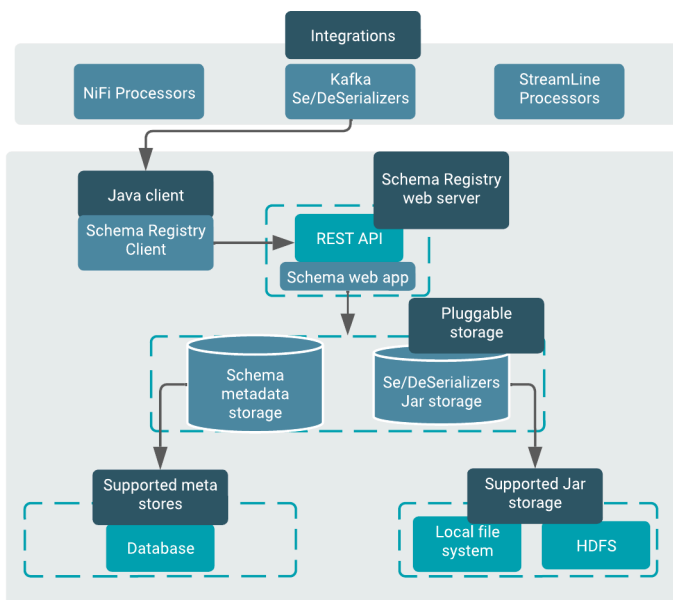 Integrations
NiFi Processors
Kafka
Se/DeSerializers
StreamLine
Processors
Java client
Schema Registry
Client
Schema Registry
web server
REST API
Schema web app
Pluggable
storage
Schema
metadata
storage
Se/DeSerializers
Jar storage
Supported meta
stores
Database
Supported Jar
storage
Local file
system
HDFS